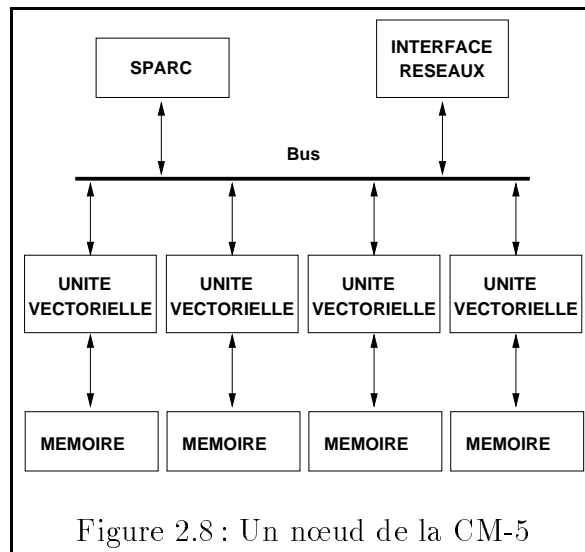 SPARC
INTERFACE
RESEAUX
Bus
UNITE
VECTORIELLE
UNITE
VECTORIELLE
UNITE
VECTORIELLE
UNITE
VECTORIELLE
MEMOIRE
MEMOIRE
MEMOIRE
MEMOIRE
Figure 2.8 : Un nœud de la CM-5